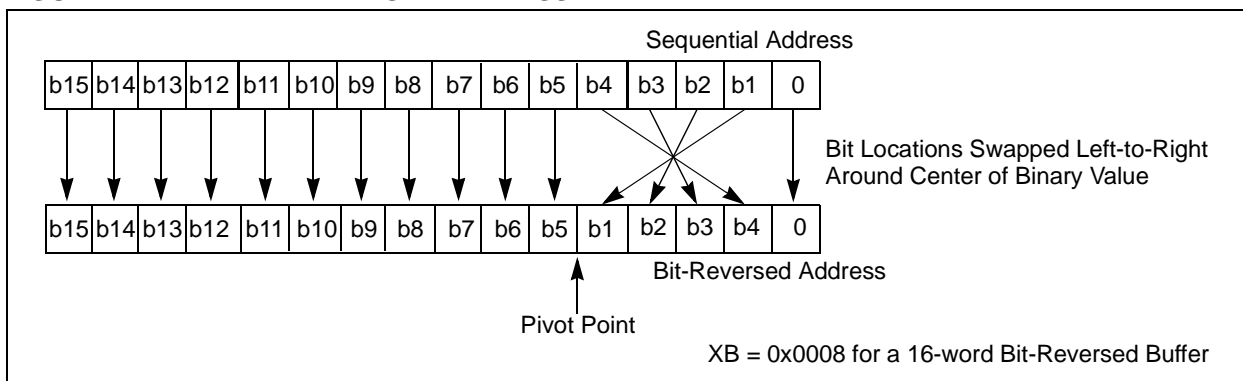 Sequential Address
b15 b14 b13 b12 b11 b10 b9 b8 b7 b6 b5 b4 b3 b2 b1 0
Bit Locations Swapped Left-to-Right
Around Center of Binary Value
b15 b14 b13 b12 b11 b10 b9 b8 b7 b6 b5 b1 b2 b3 b4 0
Bit-Reversed Address
Pivot Point
XB = 0x0008 for a 16-word Bit-Reversed Buffer